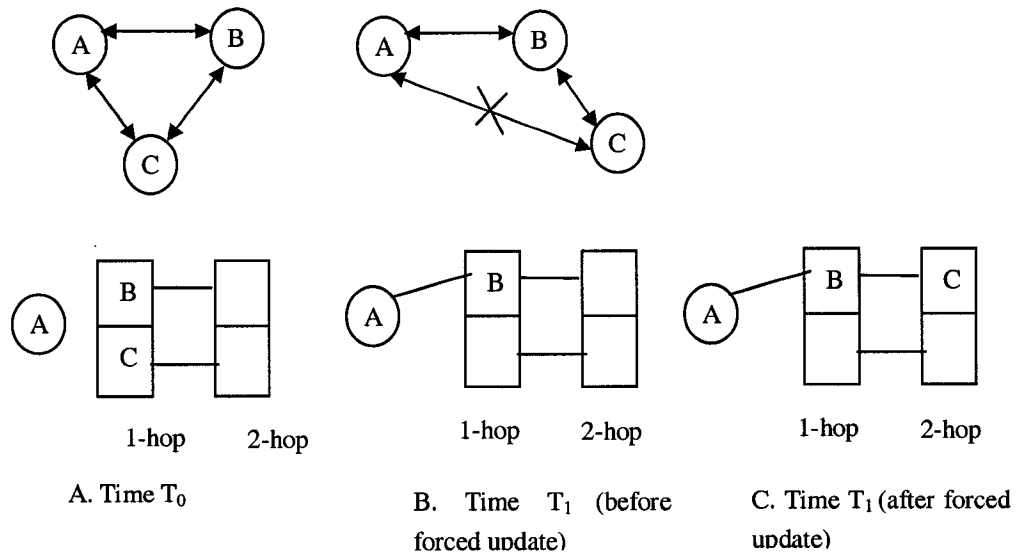 A
B
C
A
B
C
A
B
C
1-hop
2-hop
A. Time T₀
A
B
1-hop
2-hop
B. Time T₁ (before
forced update)
A
B
C
1-hop
2-hop
C. Time T₁ (after forced
update)